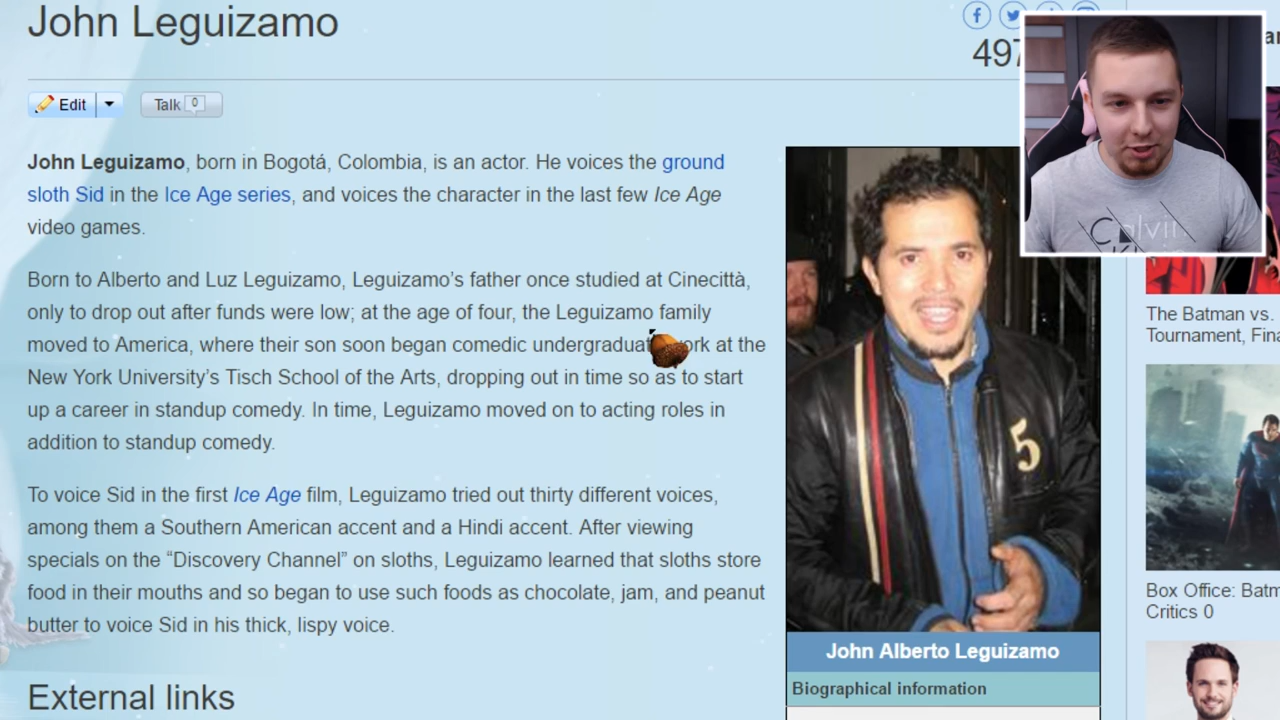 John Leguizamo
497
Edit
Talk 0
John Leguizamo, born in Bogotá, Colombia, is an actor. He voices the ground
sloth Sid in the Ice Age series, and voices the character in the last few Ice Age
video games.
Born to Alberto and Luz Leguizamo, Leguizamo's father once studied at Cinecittà,
only to drop out after funds were low; at the age of four, the Leguizamo family
moved to America, where their son soon began comedic undergraduat ork at the
New York University's Tisch School of the Arts, dropping out in time so as to start
up a career in standup comedy. In time, Leguizamo moved on to acting roles in
addition to standup comedy.
To voice Sid in the first Ice Age film, Leguizamo tried out thirty different voices,
among them a Southern American accent and a Hindi accent. After viewing
specials on the “Discovery Channel” on sloths, Leguizamo learned that sloths store
food in their mouths and so began to use such foods as chocolate, jam, and peanut
butter to voice Sid in his thick, lispy voice.
External links
5
John Alberto Leguizamo
Biographical information
The Batman vs.
Tournament, Fina
Box Office: Batm
Critics 0